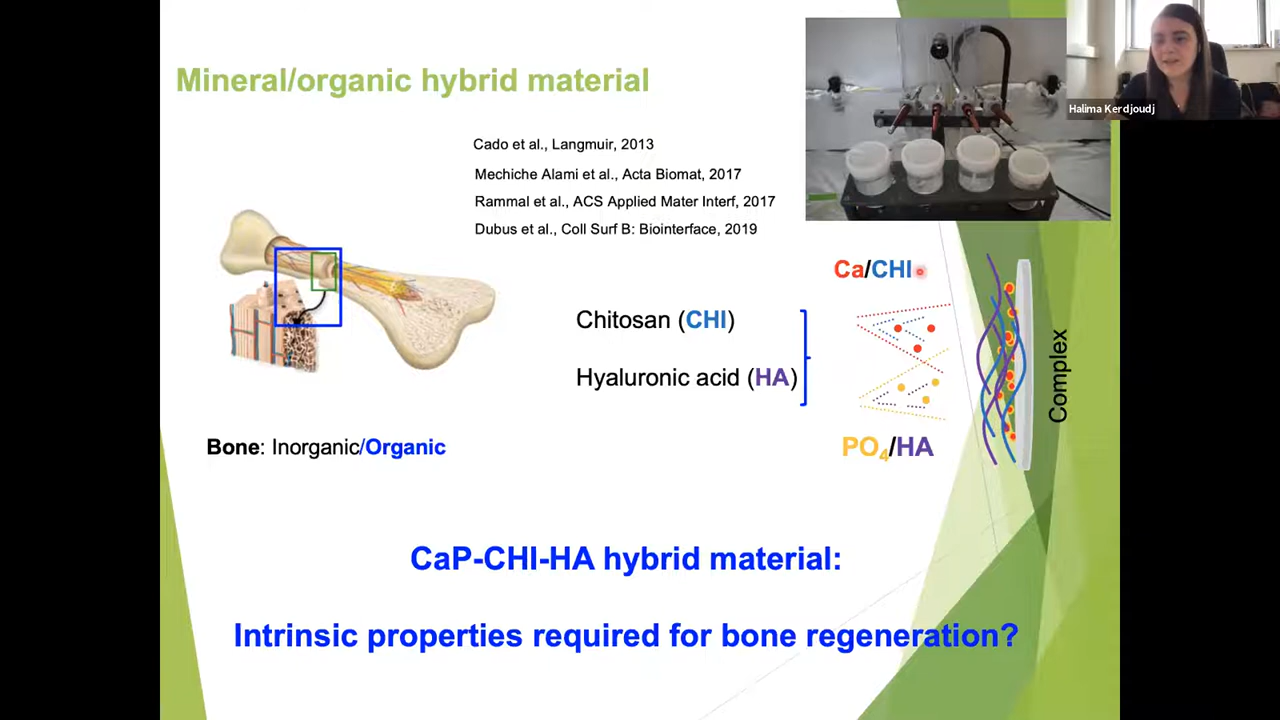 Mineral/organic hybrid material
Halima Kerdjoudj
Cado et al., Langmuir, 2013
Mechiche Alami et al., Acta Biomat, 2017
Rammal et al., ACS Applied Mater Interf, 2017
Dubus et al., Coll Surf B: Biointerface, 2019
Ca/CHI
Chitosan (CHI)
Hyaluronic acid (HA)
Complex
PO4/HA
Bone: Inorganic/Organic
CaP-CHI-HA hybrid material:
Intrinsic properties required for bone regeneration?